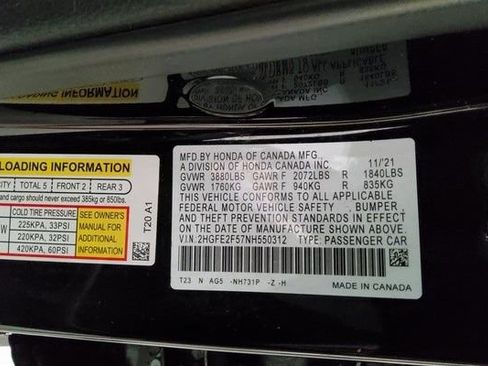 LOADING INFORMATION
CITY TOTAL 5 FRONT 2 REAR 3
and cargo should never exceed 385kg or 850lbs.
COLD TIRE PRESSURE
225KPA, 33PSI
220KPA, 32PSI
420KPA, 60PSI
SEE OWNER'S
MANUAL FOR
ADDITIONAL
INFORMATION
T20 A1
MFD BY HONDA OF CANADA MFG., 11/'21
A DIVISION OF HONDA CANADA INC.
GVWR 3880LBS GAWR F 2072LBS R 1840LBS
GVWR 1760KG GAWR F 940KG R 835KG
THIS VEHICLE CONFORMS TO ALL APPLICABLE
FEDERAL MOTOR VEHICLE SAFETY, BUMPER,
AND THEFT PREVENTION STANDARDS IN EFFECT
ON THE DATE OF MANUFACTURE SHOWN ABOVE.
V.I.N. 2HGFE2F57NH550312 TYPE: PASSENGER CAR
T23 N AG5 -NH731P -Z -H
MADE IN CANADA